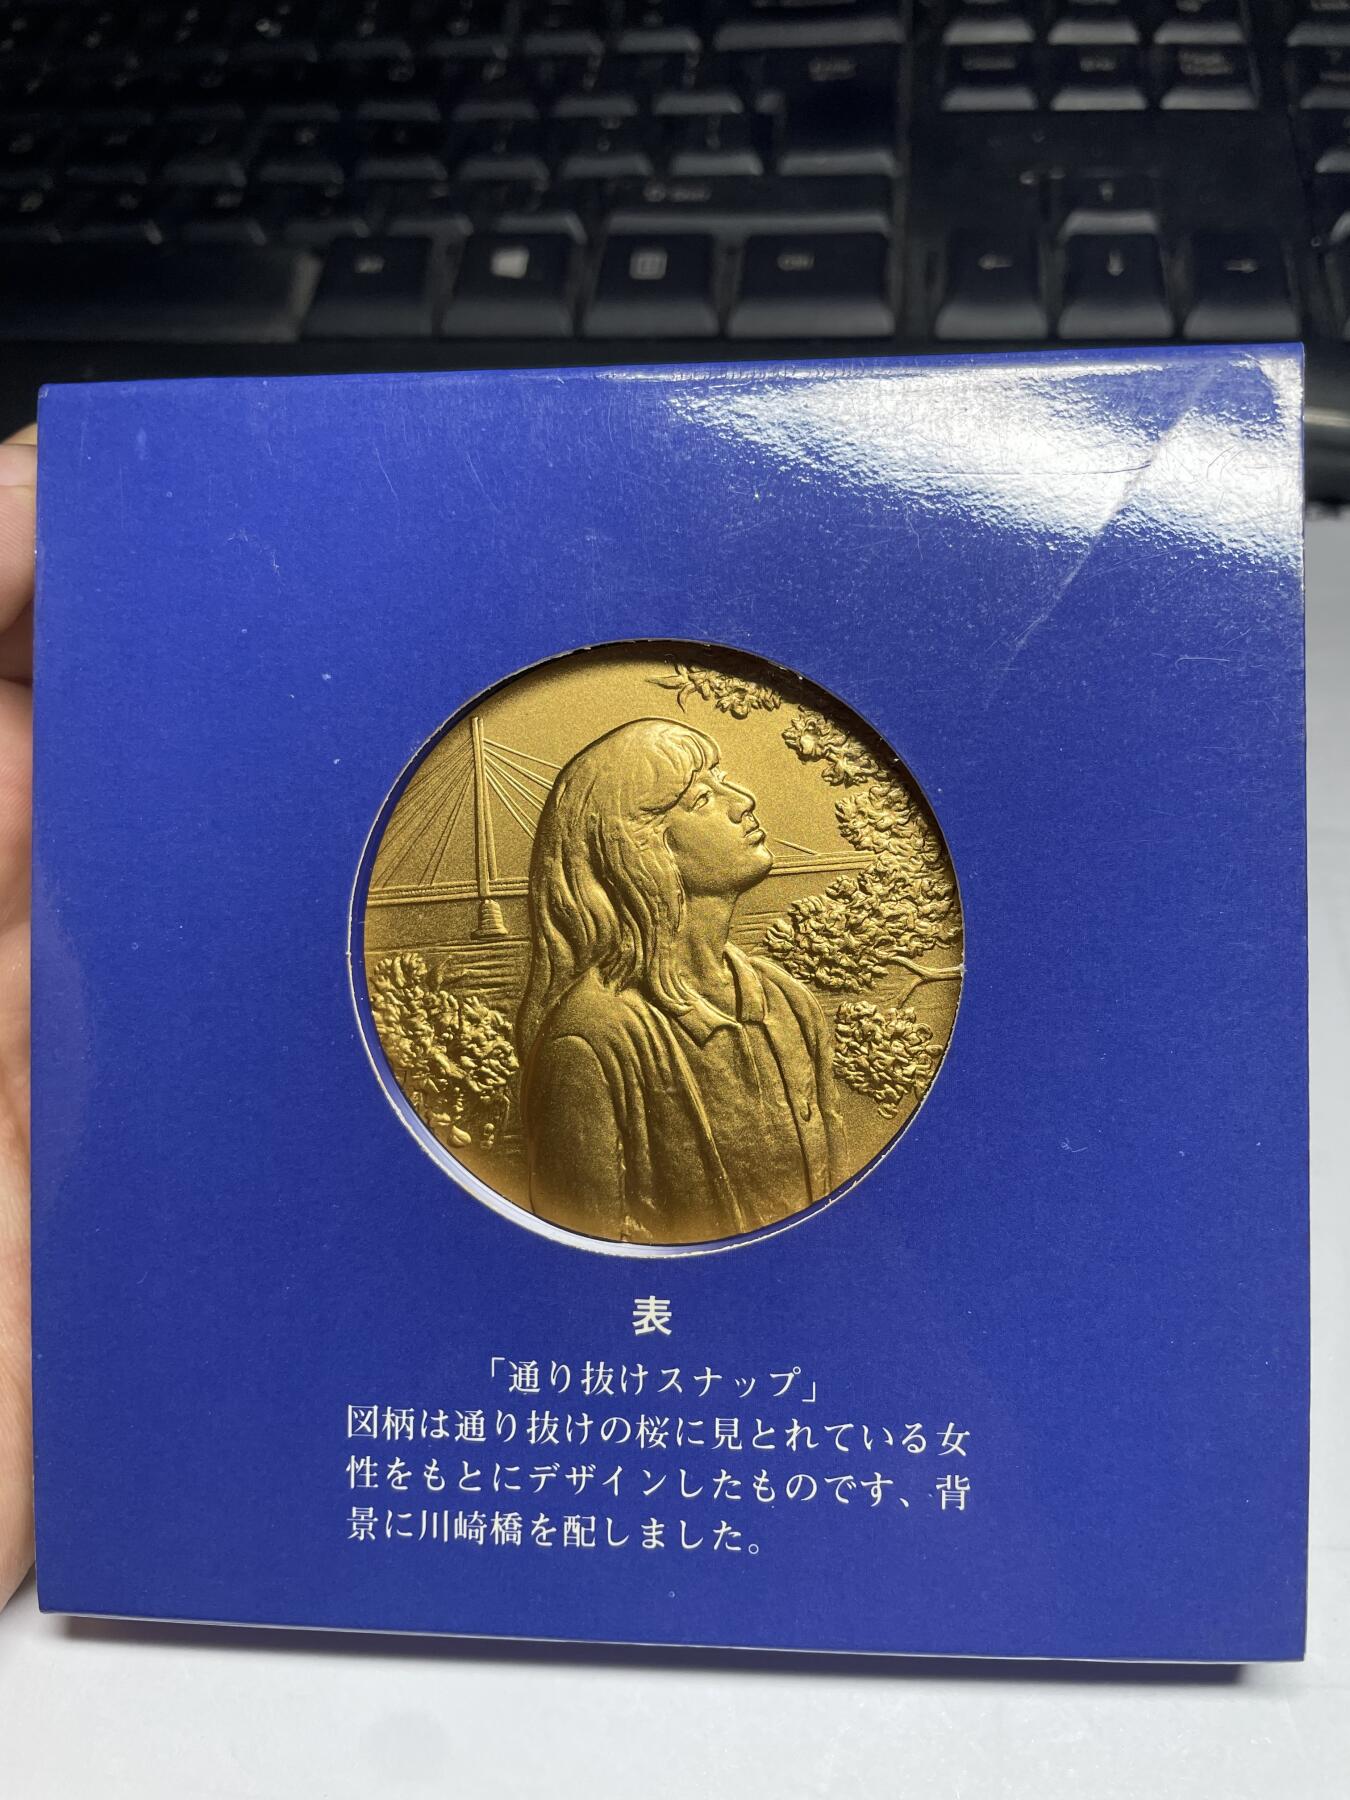 表
「通り抜けスナップ」
図柄は通り抜けの桜に見とれている女
性をもとにデザインしたものです、背
景に川崎橋を配しました。